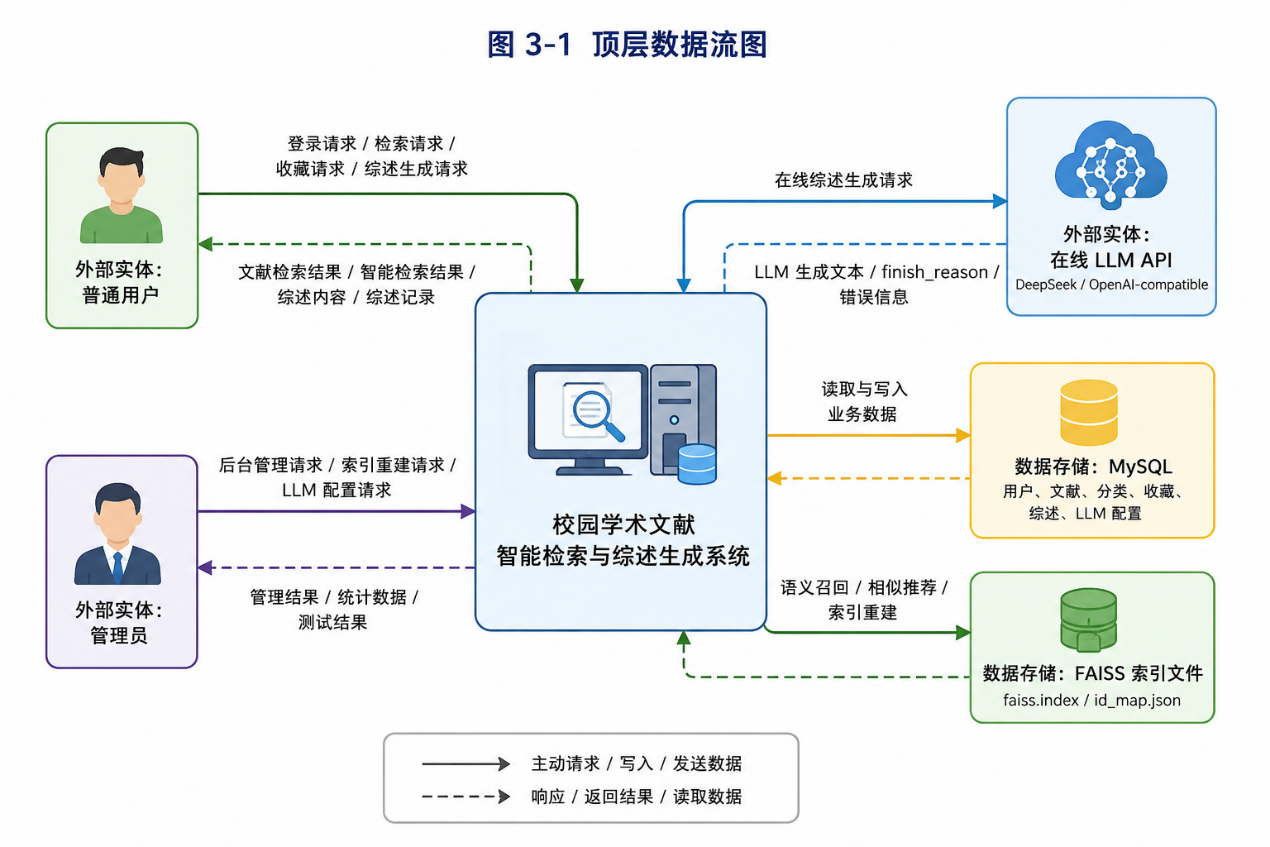 图 3-1 顶层数据流图
登录请求 / 检索请求 /
收藏请求 / 综述生成请求
外部实体：
普通用户
文献检索结果 / 智能检索结果 /
综述内容 / 综述记录
在线综述生成请求
外部实体：
在线 LLM API
DeepSeek / OpenAI-compatible
LLM 生成文本 / finish_reason /
错误信息
读取与写入
业务数据
数据存储：MySQL
用户、文献、分类、收藏、
综述、LLM 配置
后台管理请求 / 索引重建请求 /
LLM 配置请求
外部实体：
管理员
管理结果 / 统计数据 /
测试结果
校园学术文献
智能检索与综述生成系统
语义召回 / 相似推荐 /
索引重建
数据存储：FAISS 索引文件
faiss.index / id_map.json
主动请求 / 写入 / 发送数据
响应 / 返回结果 / 读取数据